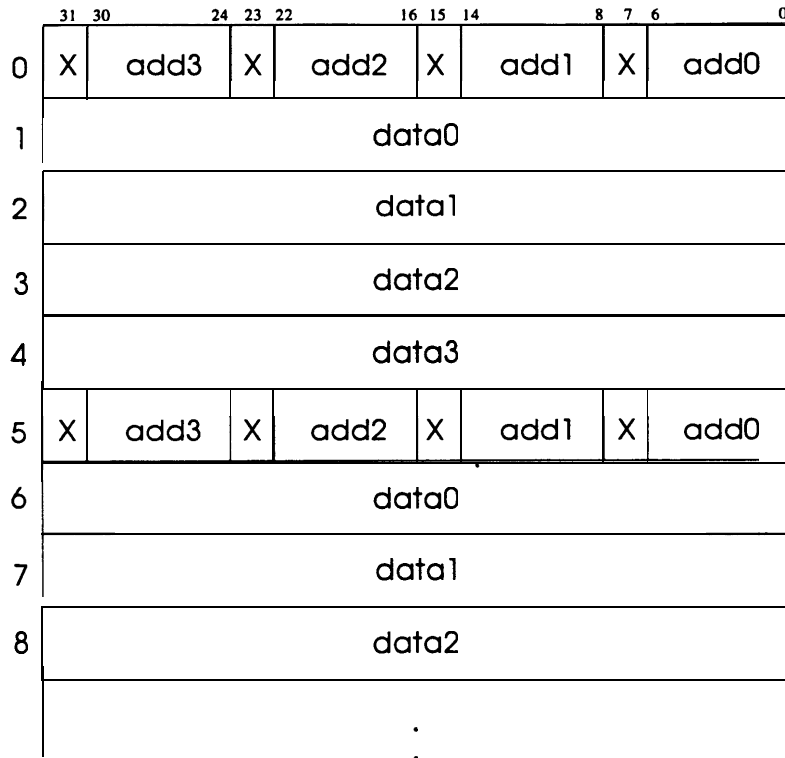 31 30 24 23 22 16 15 14 8 7 6 0
0 X add3 X add2 X add1 X add0
1 data0
2 data1
3 data2
4 data3
5 X add3 X add2 X add1 X add0
6 data0
7 data1
8 data2